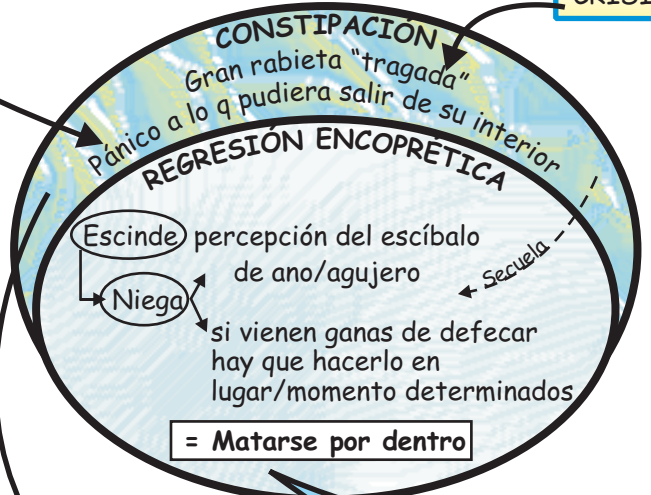 CONSTIPACIÓN
Gran rabieta “tragada”
Pánico a lo q pudiera salir de su interior
REGRESIÓN ENCOPRÉTICA
Escinde percepción del escíbalo
de ano/agujero
Secuela
Niega
si vienen ganas de defecar
hay que hacerlo en
lugar/momento determinados
= Matarse por dentro